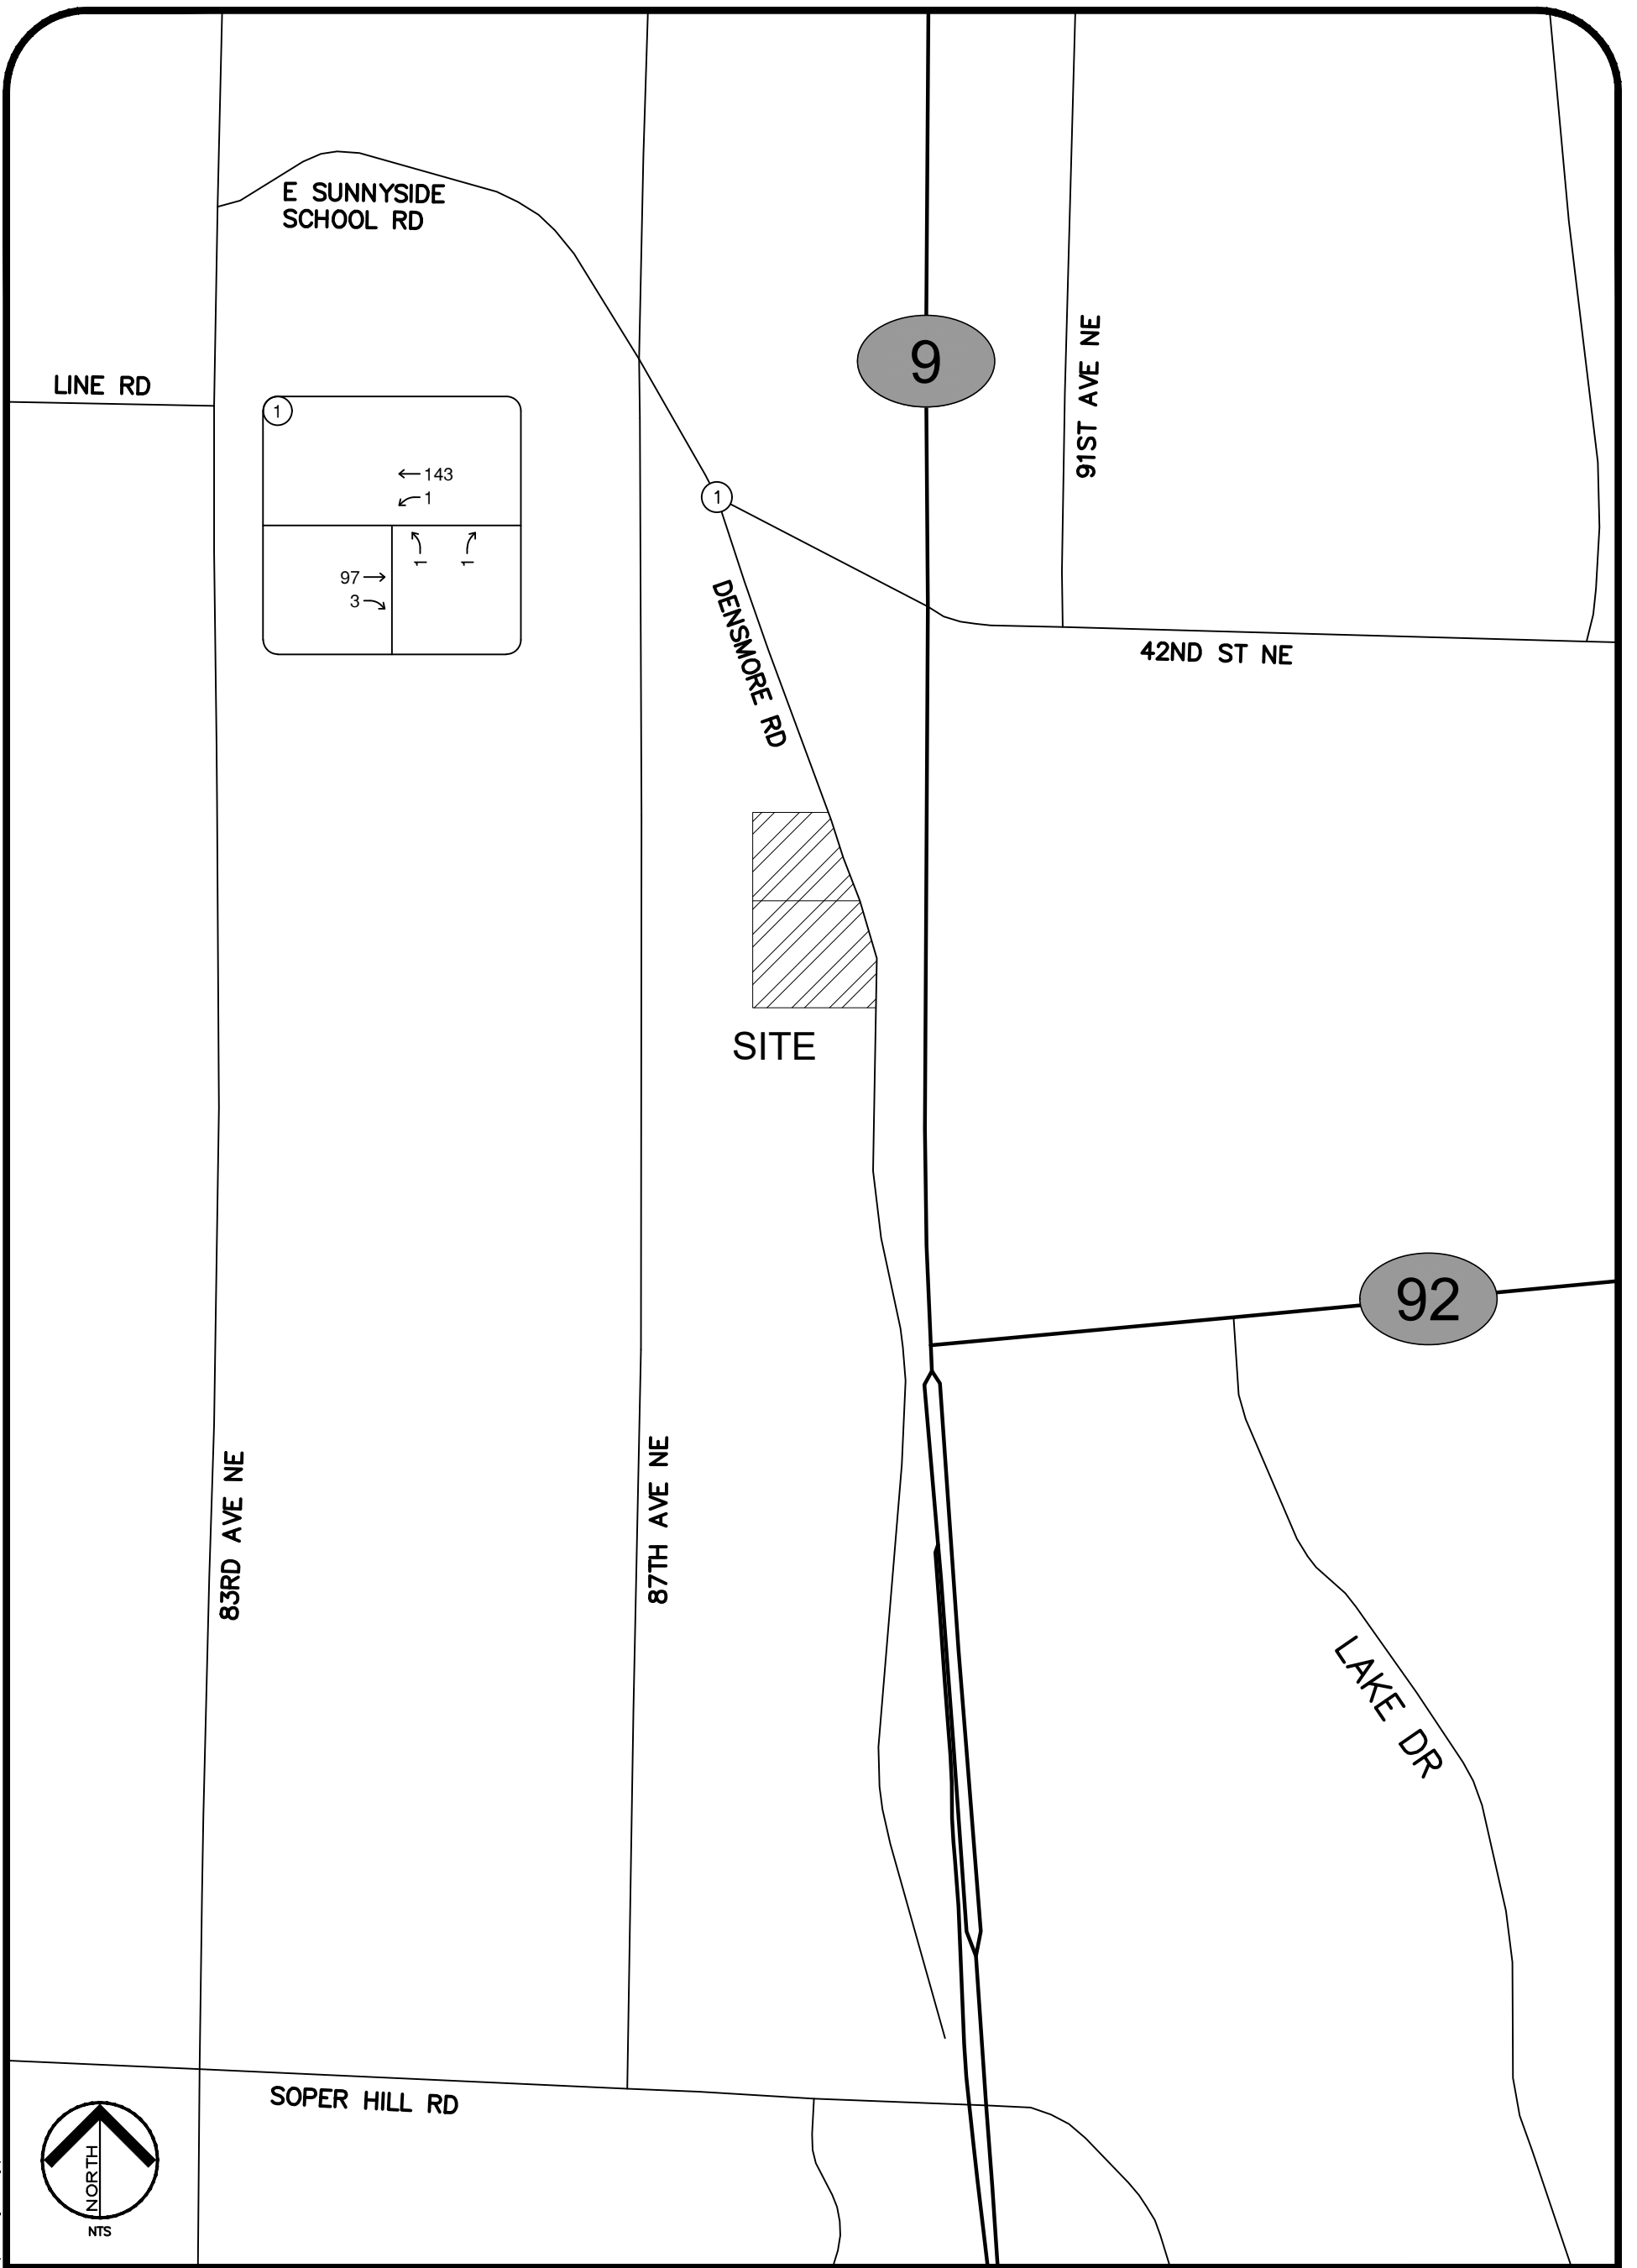 E SUNNYSIDE
SCHOOL RD
9
91ST AVE NE
LINE RD
1
143
1
1
1
97
3
1
DENSMORE RD
42ND ST NE
SITE
92
83RD AVE NE
87TH AVE NE
LAKE DR
SOPER HILL RD
NORTH
NTS